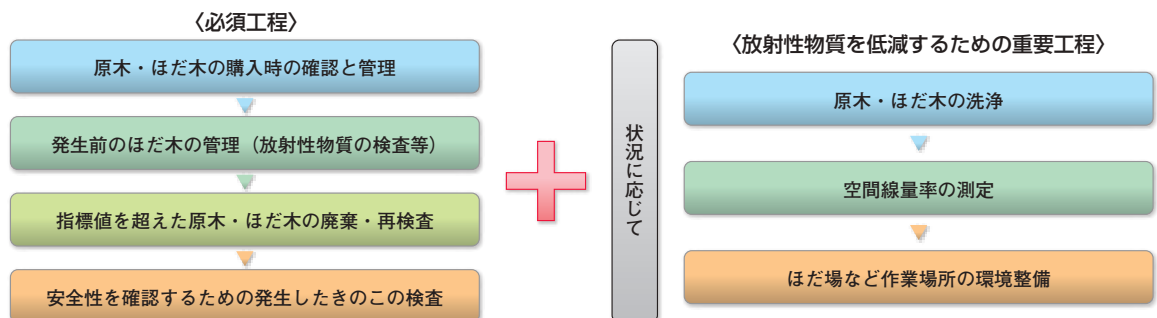 〈必須工程〉
原木・ほだ木の購入時の確認と管理
発生前のほだ木の管理（放射性物質の検査等）
指標値を超えた原木・ほだ木の廃棄・再検査
安全性を確認するための発生したきのこの検査
状況に応じて
〈放射性物質を低減するための重要工程〉
原木・ほだ木の洗浄
空間線量率の測定
ほだ場など作業場所の環境整備